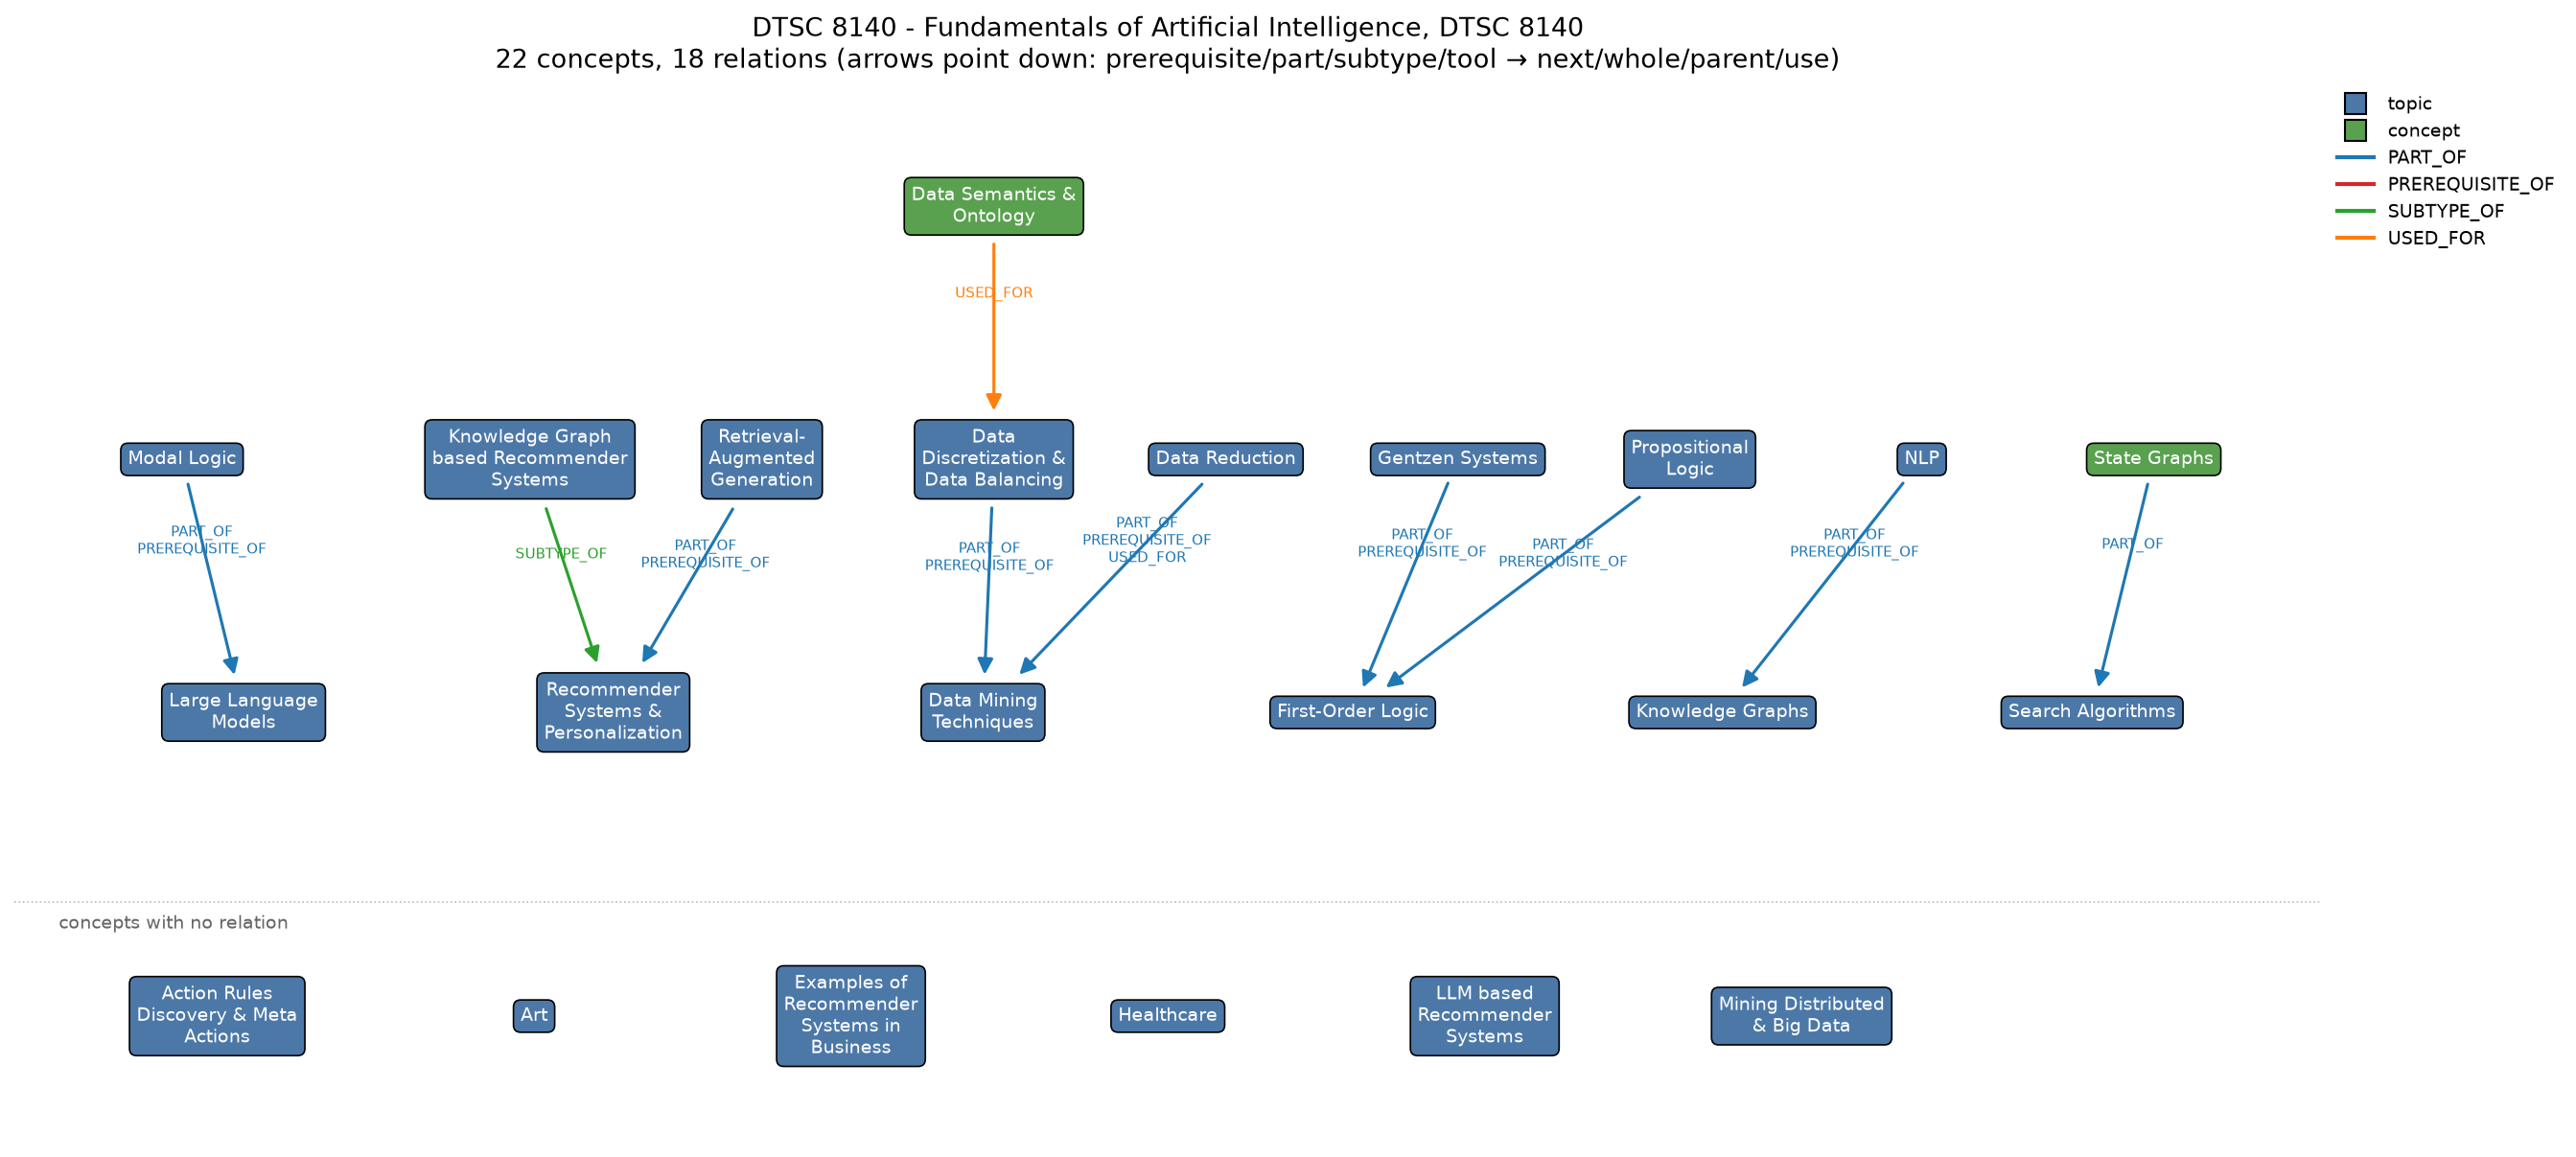 DTSC 8140 - Fundamentals of Artificial Intelligence, DTSC 8140
22 concepts, 18 relations (arrows point down: prerequisite/part/subtype/tool → next/whole/parent/use)
topic
concept
PART_OF
PREREQUISITE_OF
SUBTYPE_OF
USED_FOR
Data Semantics &
Ontology
USED_FOR
Modal Logic
Knowledge Graph
based Recommender
Systems
Retrieval-
Augmented
Generation
Data
Discretization &
Data Balancing
Data Reduction
Gentzen Systems
Propositional
Logic
NLP
State Graphs
PART_OF
PREREQUISITE_OF
SUBTYPE_OF
PART_OF
PREREQUISITE_OF
PART_OF
PREREQUISITE_OF
PART_OF
PREREQUISITE_OF
USED_FOR
PART_OF
PREREQUISITE_OF
PART_OF
PREREQUISITE_OF
PART_OF
PREREQUISITE_OF
PART_OF
Large Language
Models
Recommender
Systems &
Personalization
Data Mining
Techniques
First-Order Logic
Knowledge Graphs
Search Algorithms
concepts with no relation
Action Rules
Discovery & Meta
Actions
Art
Examples of
Recommender
Systems in
Business
Healthcare
LLM based
Recommender
Systems
Mining Distributed
& Big Data